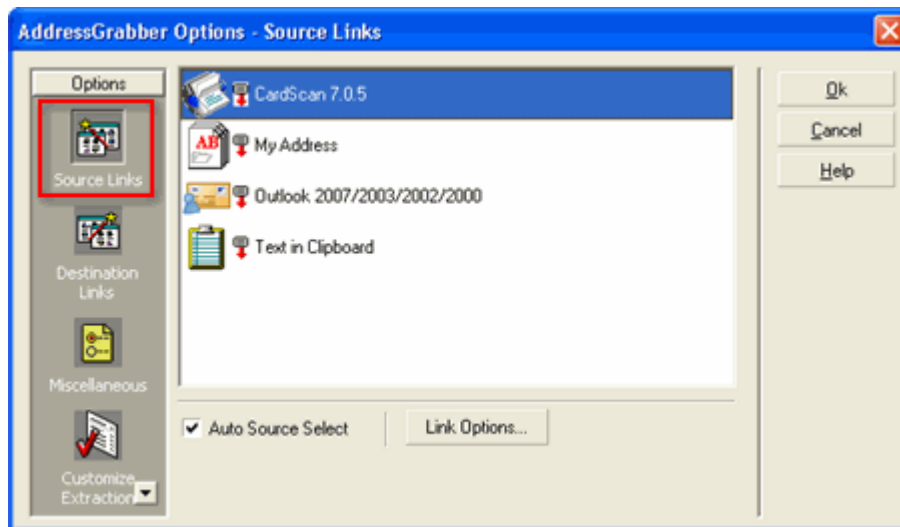 AddressGrabber Options - Source Links
Options
Source Links
Destination
Links
Miscellaneous
Customize
Extraction
CardScan 7.0.5
My Address
Outlook 2007/2003/2002/2000
Text in Clipboard
Auto Source Select
Link Options...
Ok
Cancel
Help